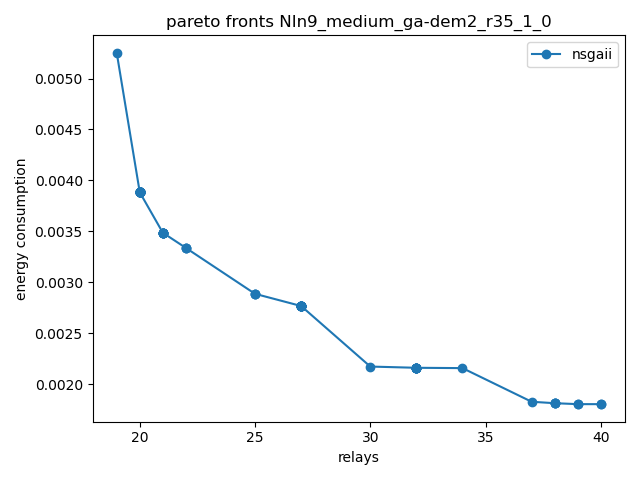 pareto fronts NIn9_medium_ga-dem2_r35_1_0
nsgaii
energy consumption
0.0050
0.0045
0.0040
0.0035
0.0030
0.0025
0.0020
20 25 30 35 40
relays